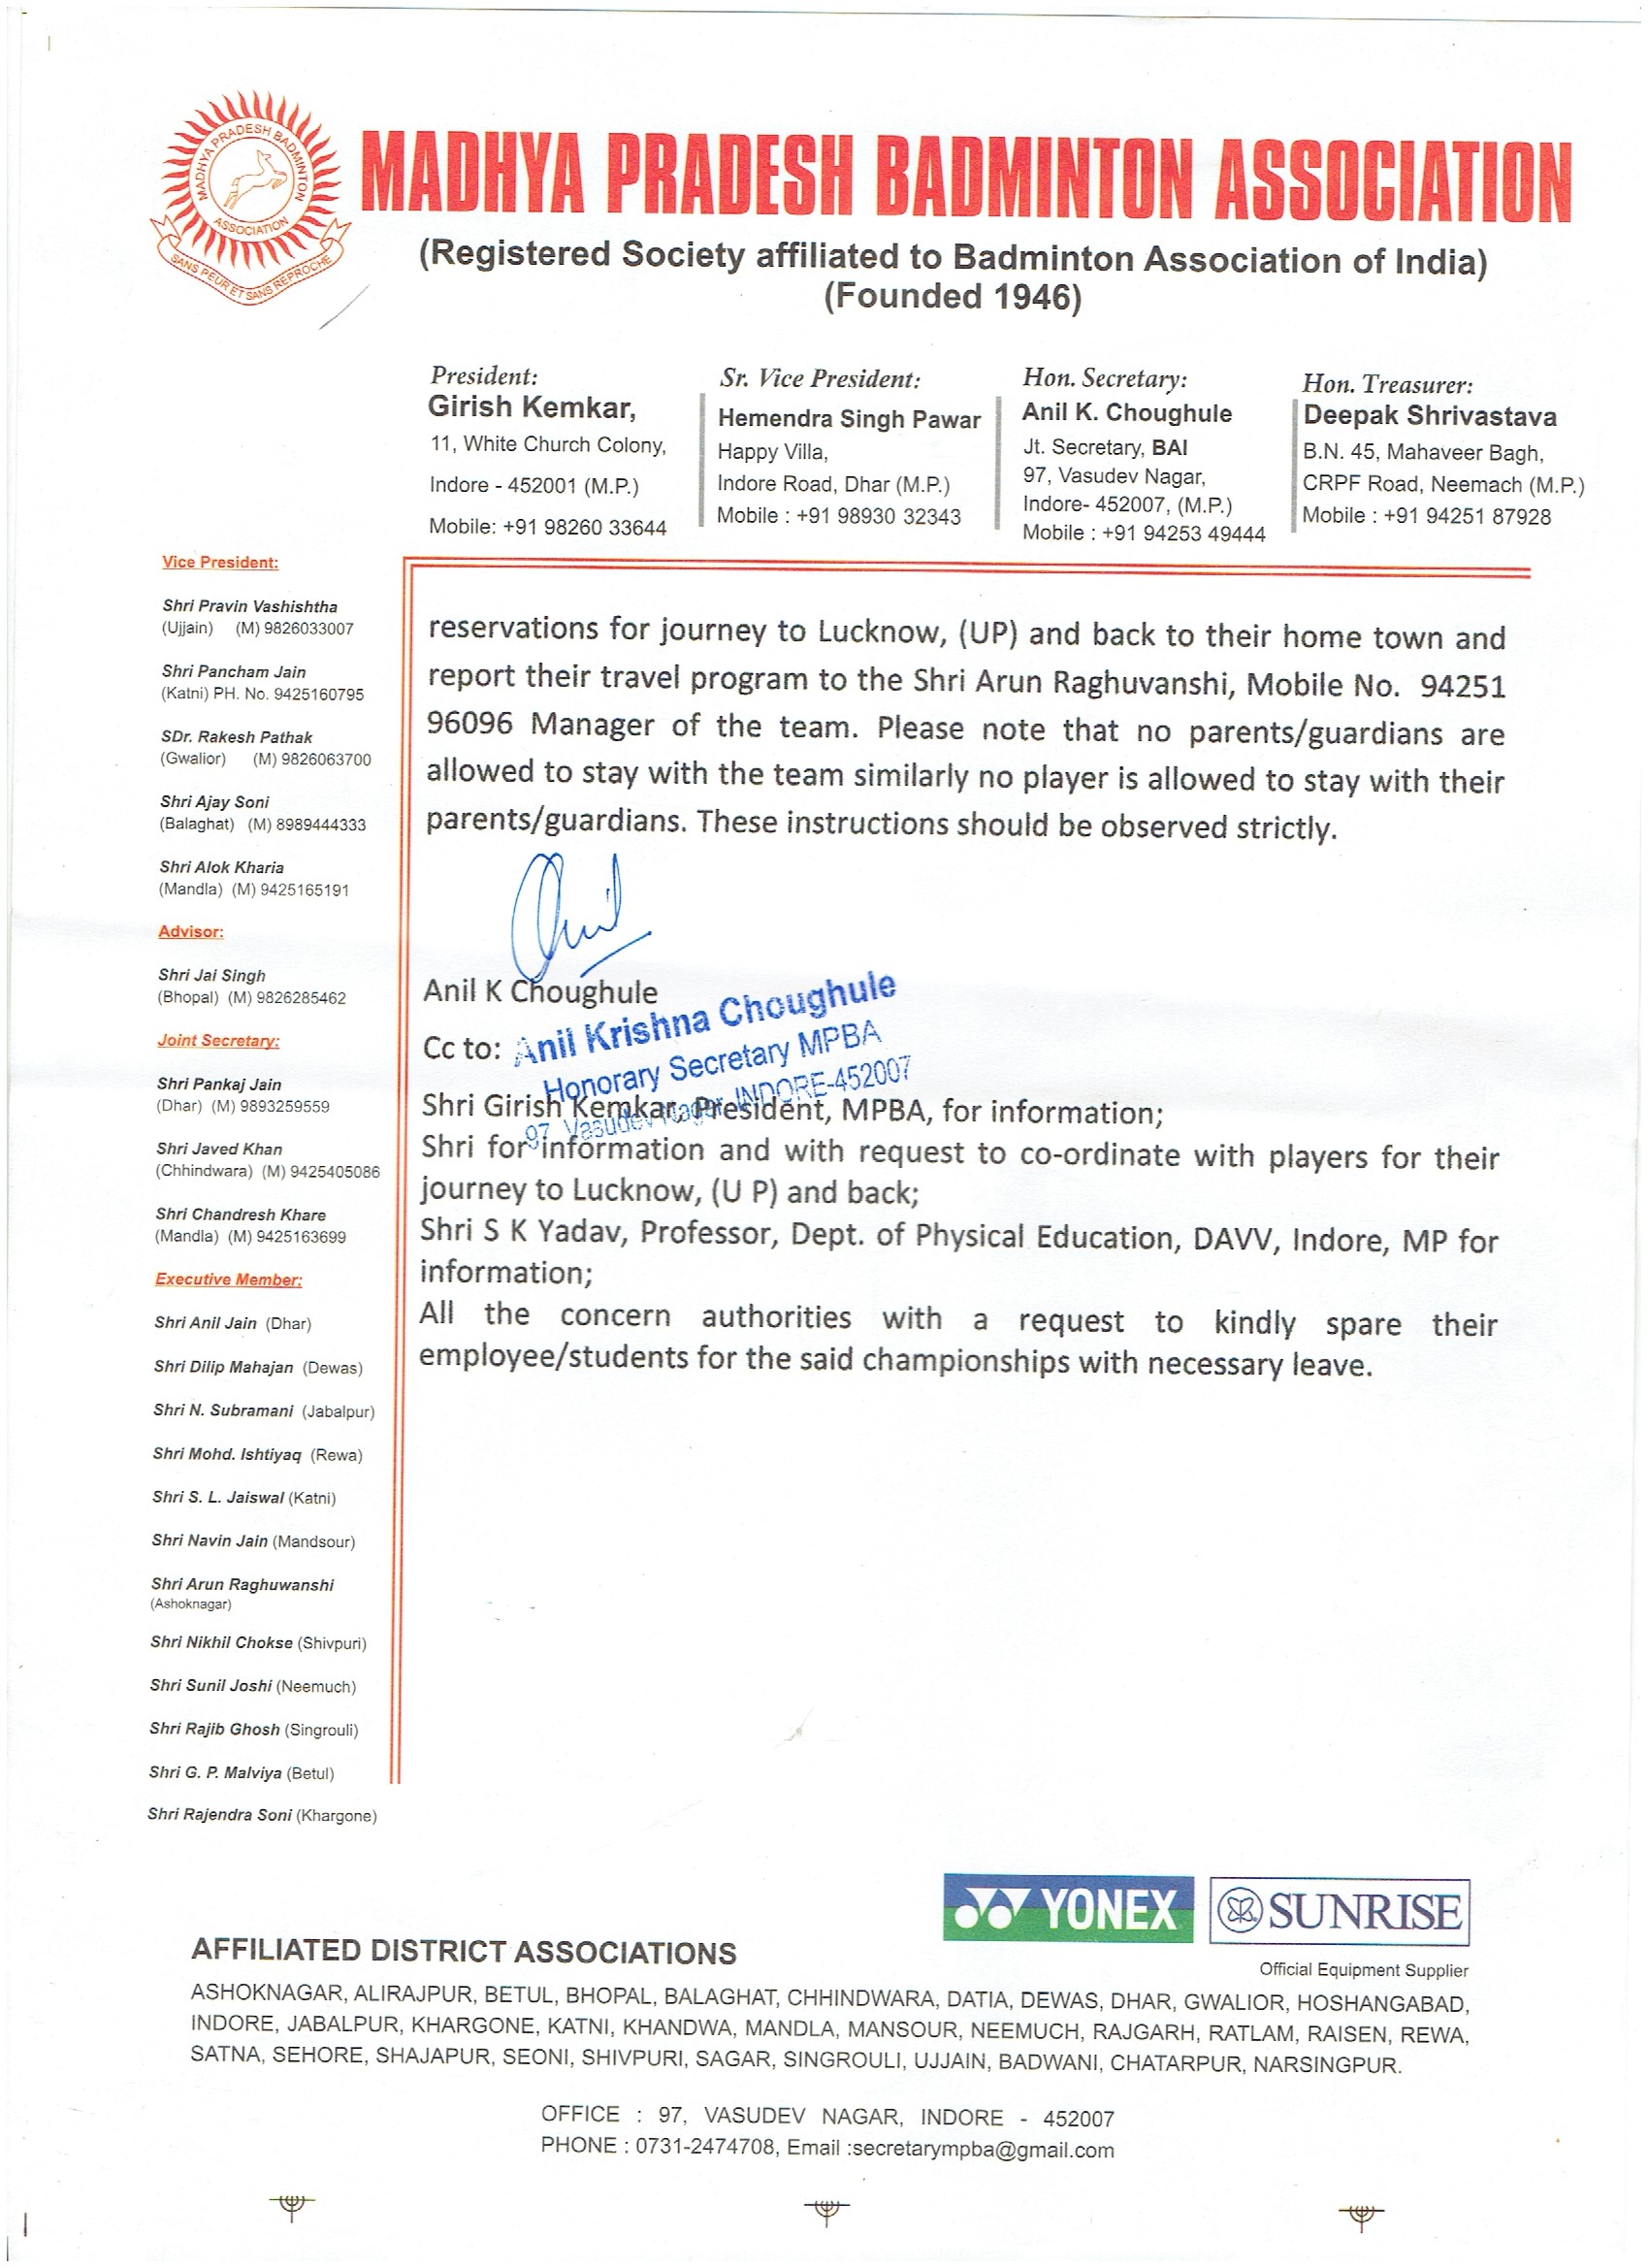 MADHYA PRADESH BADMINTON
ASSOCIATION
SANS PEUR ET SANS REPROCHE
MADHYA PRADESH BADMINTON ASSOCIATION
(Registered Society affiliated to Badminton Association of India)
(Founded 1946)
President:
Girish Kemkar,
11, White Church Colony,
Indore - 452001 (M.P.)
Mobile: +91 98260 33644
Sr. Vice President:
Hemendra Singh Pawar
Happy Villa,
Indore Road, Dhar (M.P.)
Mobile : +91 98930 32343
Hon. Secretary:
Anil K. Choughule
Jt. Secretary, BAI
97, Vasudev Nagar,
Indore- 452007, (M.P.)
Mobile : +91 94253 49444
Hon. Treasurer:
Deepak Shrivastava
B.N. 45, Mahaveer Bagh,
CRPF Road, Neemach (M.P.)
Mobile : +91 94251 87928
Vice President:
Shri Pravin Vashishtha
(Ujjain) (M) 9826033007
Shri Pancham Jain
(Katni) PH. No. 9425160795
SDr. Rakesh Pathak
(Gwalior) (M) 9826063700
Shri Ajay Soni
(Balaghat) (M) 8989444333
Shri Alok Kharia
(Mandla) (M) 9425165191
Advisor:
Shri Jai Singh
(Bhopal) (M) 9826285462
Joint Secretary:
Shri Pankaj Jain
(Dhar) (M) 9893259559
Shri Javed Khan
(Chhindwara) (M) 9425405086
Shri Chandresh Khare
(Mandla) (M) 9425163699
Executive Member:
Shri Anil Jain (Dhar)
Shri Dilip Mahajan (Dewas)
Shri N. Subramani (Jabalpur)
Shri Mohd. Ishtiyaq (Rewa)
Shri S. L. Jaiswal (Katni)
Shri Navin Jain (Mandsour)
Shri Arun Raghuwanshi
(Ashoknagar)
Shri Nikhil Chokse (Shivpuri)
Shri Sunil Joshi (Neemuch)
Shri Rajib Ghosh (Singrouli)
Shri G. P. Malviya (Betul)
Shri Rajendra Soni (Khargone)
reservations for journey to Lucknow, (UP) and back to their home town and
report their travel program to the Shri Arun Raghuvanshi, Mobile No. 94251
96096 Manager of the team. Please note that no parents/guardians are
allowed to stay with the team similarly no player is allowed to stay with their
parents/guardians. These instructions should be observed strictly.
Anil
Anil K Choughule
Cc to:
Anil Krishna Choughule
Honorary Secretary MPBA
97, Vasudev Nagar, INDORE-452007
Shri Girish Kemkar, President, MPBA, for information;
Shri for information and with request to co-ordinate with players for their
journey to Lucknow, (U P) and back;
Shri S K Yadav, Professor, Dept. of Physical Education, DAVV, Indore, MP for
information;
All the concern authorities with a request to kindly spare their
employee/students for the said championships with necessary leave.
YONEX
SUNRISE
Official Equipment Supplier
AFFILIATED DISTRICT ASSOCIATIONS
ASHOKNAGAR, ALIRAJPUR, BETUL, BHOPAL, BALAGHAT, CHHINDWARA, DATIA, DEWAS, DHAR, GWALIOR, HOSHANGABAD,
INDORE, JABALPUR, KHARGONE, KATNI, KHANDWA, MANDLA, MANSOUR, NEEMUCH, RAJGARH, RATLAM, RAISEN, REWA,
SATNA, SEHORE, SHAJAPUR, SEONI, SHIVPURI, SAGAR, SINGROULI, UJJAIN, BADWANI, CHATARPUR, NARSINGPUR.
OFFICE : 97, VASUDEV NAGAR, INDORE - 452007
PHONE : 0731-2474708, Email :secretarympba@gmail.com